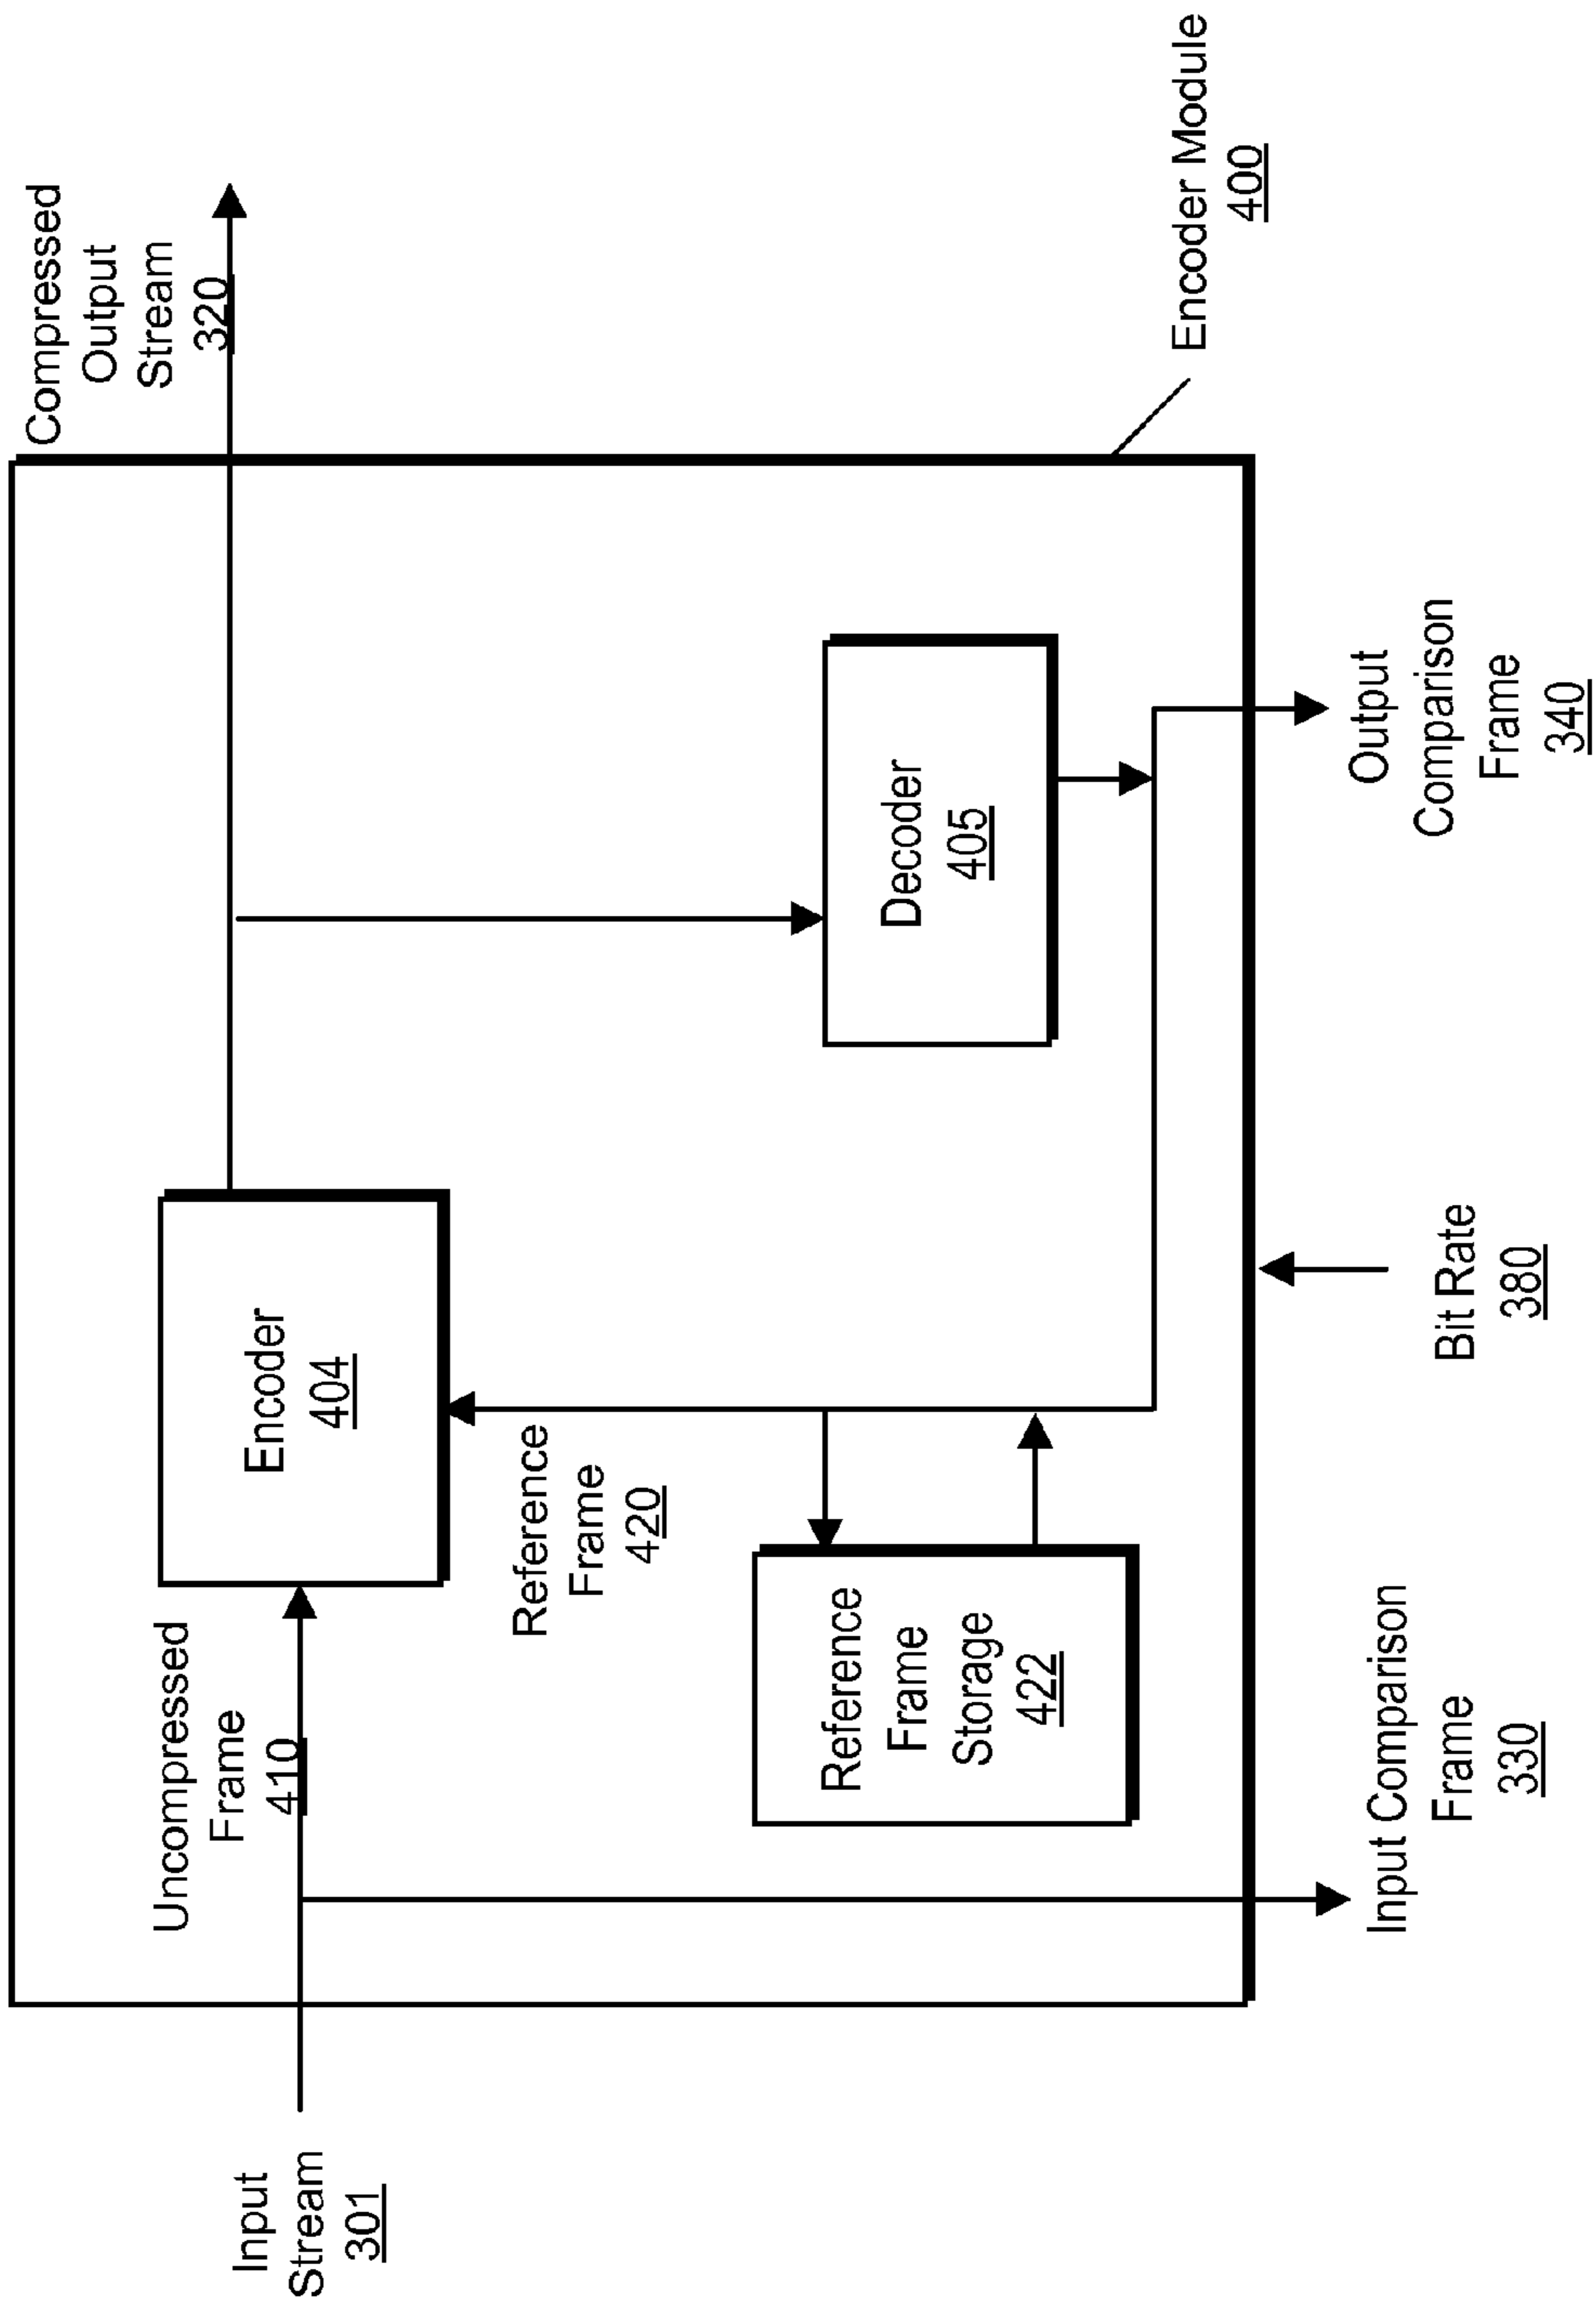 Input
Stream
301
Uncompressed
Frame
410
Encoder
404
Compressed
Output
Stream
320
Reference
Frame
420
Reference
Frame
Storage
422
Decoder
405
Encoder Module
400
Input Comparison
Frame
330
Bit Rate
380
Output
Comparison
Frame
340